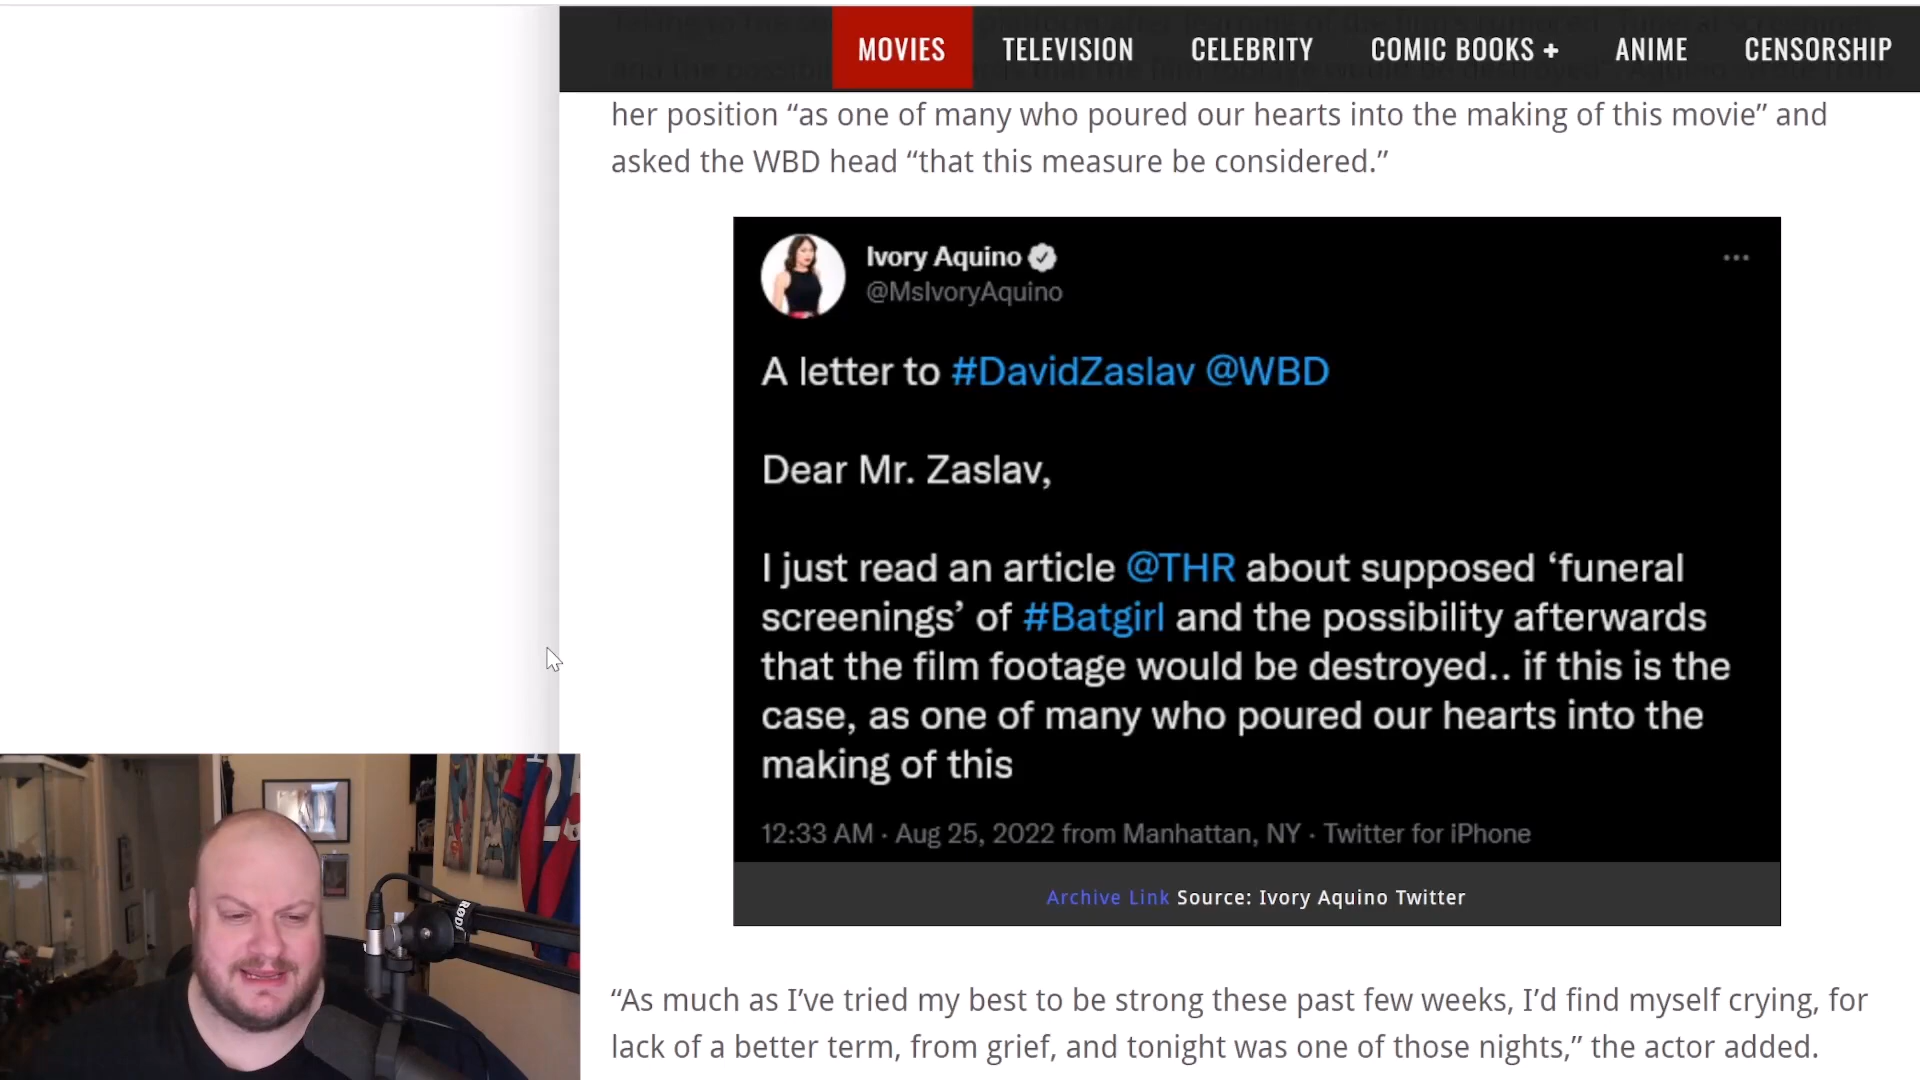 MOVIES TELEVISION CELEBRITY COMIC BOOKS + ANIME CENSORSHIP
her position “as one of many who poured our hearts into the making of this movie” and
asked the WBD head “that this measure be considered.”
Ivory Aquino
@MsIvoryAquino
A letter to #DavidZaslav @WBD
Dear Mr. Zaslav,
I just read an article @THR about supposed ‘funeral
screenings’ of #Batgirl and the possibility afterwards
that the film footage would be destroyed.. if this is the
case, as one of many who poured our hearts into the
making of this
12:33 AM · Aug 25, 2022 from Manhattan, NY · Twitter for iPhone
Archive Link Source: Ivory Aquino Twitter
RØDE
“As much as I’ve tried my best to be strong these past few weeks, I’d find myself crying, for
lack of a better term, from grief, and tonight was one of those nights,” the actor added.